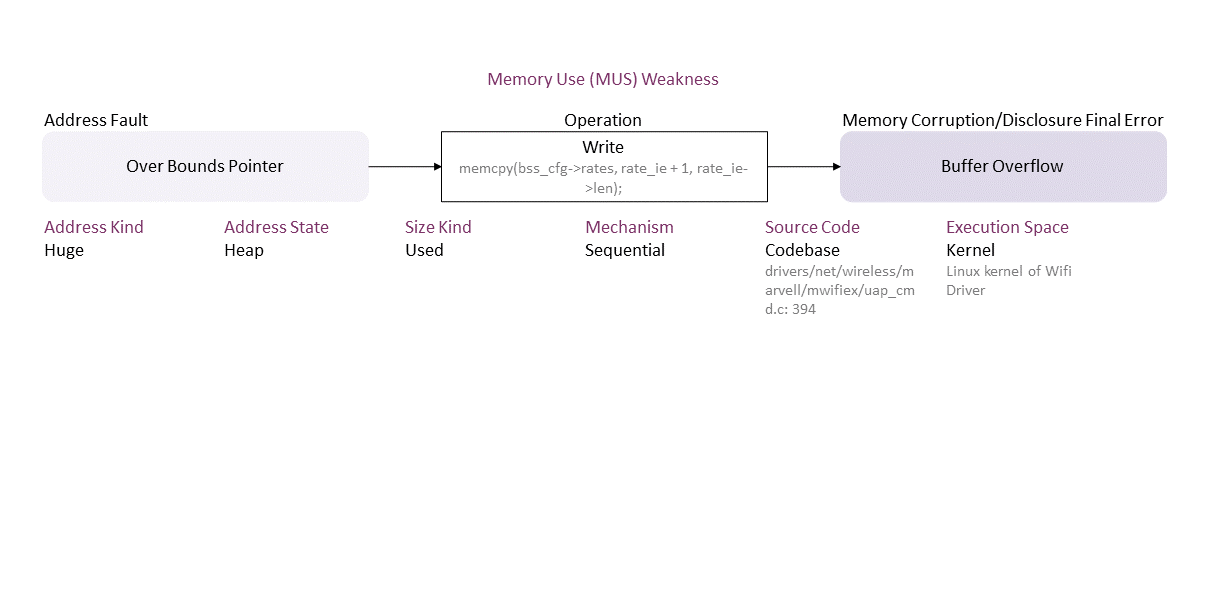 Memory Use (MUS) Weakness
Address Fault
Operation
Memory Corruption/Disclosure Final Error
Over Bounds Pointer
Write
memcpy(bss_cfg->rates, rate_ie + 1, rate_ie-
>len);
Buffer Overflow
Address Kind
Huge
Address State
Heap
Size Kind
Used
Mechanism
Sequential
Source Code
Codebase
drivers/net/wireless/m
arvell/mwifiex/uap_cm
d.c: 394
Execution Space
Kernel
Linux kernel of Wifi
Driver